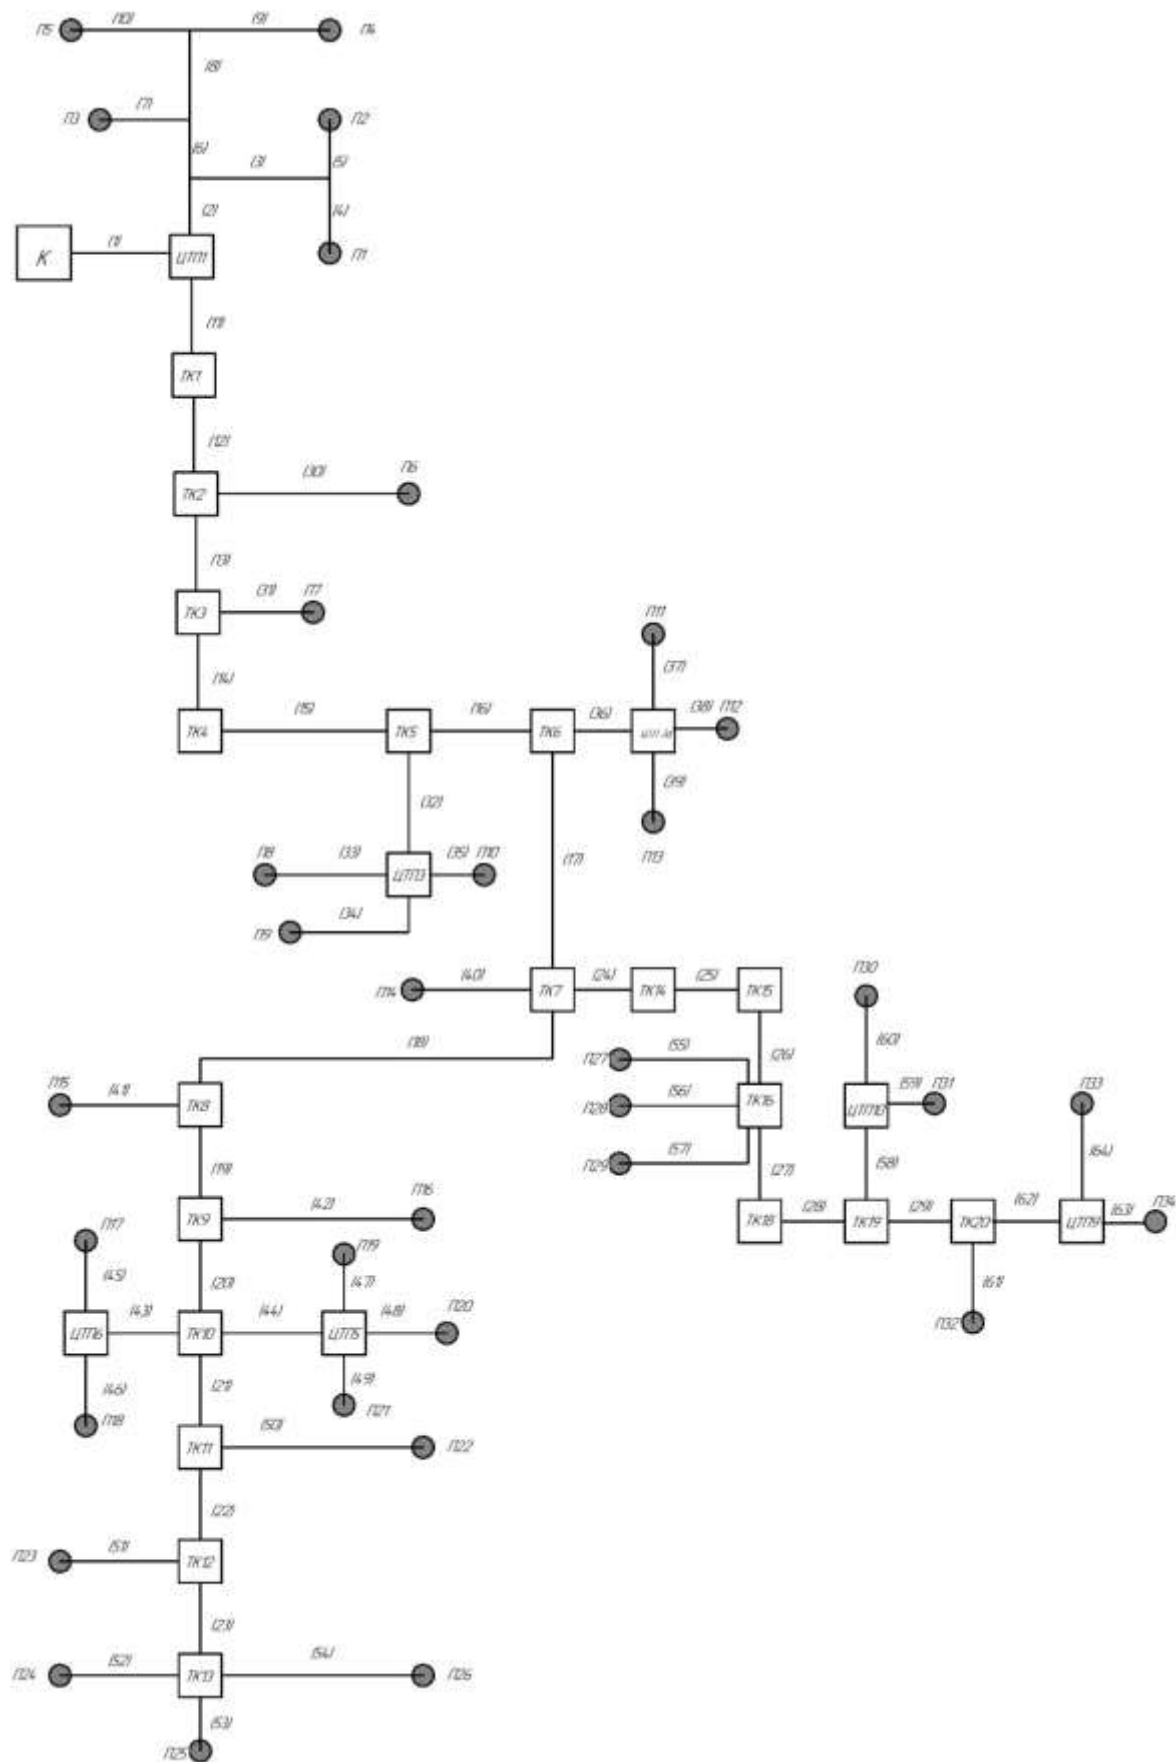 П5 (10) (9) П4
(8)
(7)
П3 П2
(6) (3) (5)
(2) (4)
(1)
К ЦТП1 П1
(11)
ТК1
(12)
(30) П6
ТК2
(13)
(31) П7
ТК3
П11
(14) (37)
(15) (16) (36) (38) П12
ТК4 ТК5 ТК6
(32) (39)
П8 (33) (35) П10 П13
(17)
ЦТП3
П9 (34)
(40) (24) (25) П30
П14 ТК7 ТК14 ТК15
(18) (55) (26) (60)
П27
П15 (41) (56) (59) П31 П33
ТК8 П28 ТК16 ЦТП8
(57) (64)
(19) П29 (27) (58)
(42) П16 (28) (29) (62) (63) П34
ТК9 ТК18 ТК19 ТК20 ЦТП9
П17 П19
(45) (20) (47) (61)
(43) (44) (48) П20 П32
ЦТП6 ТК10 ЦТП5
(46) (21) (49)
П18 П21
(50)
ТК11 П22
(22)
(51)
П23 ТК12
(23)
(52) (54)
П24 ТК13 П26
(53)
П25